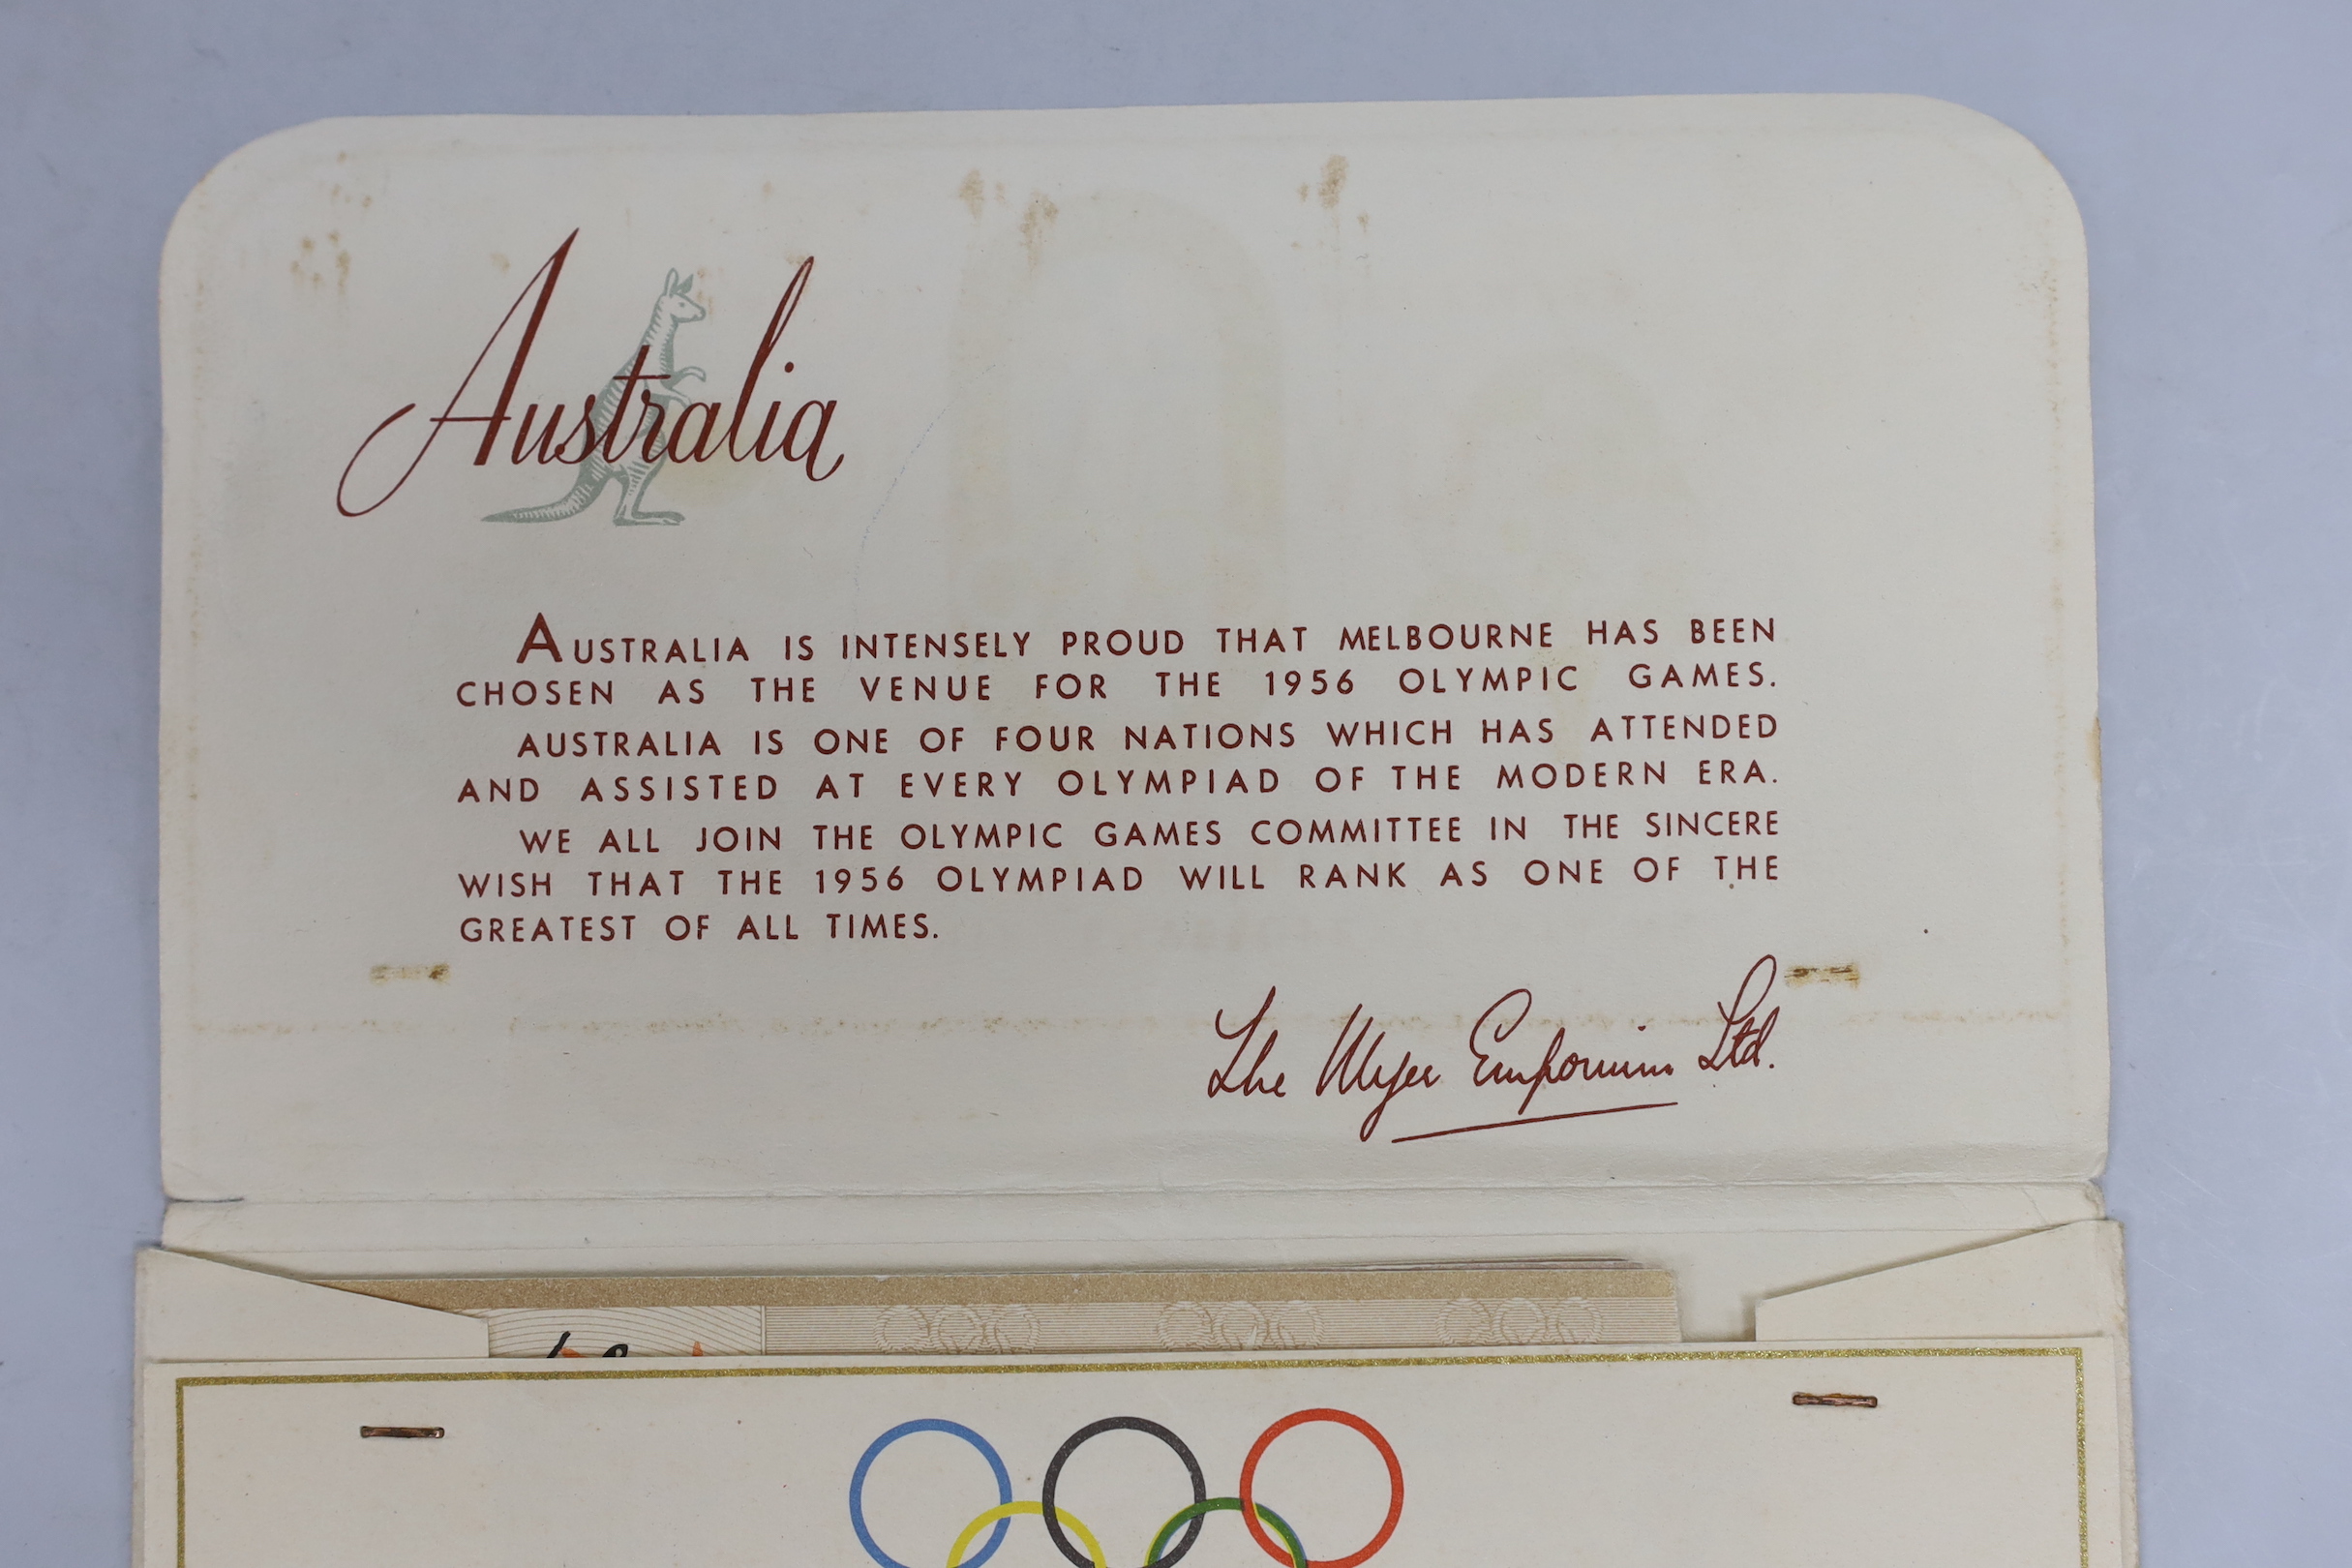 Australia
AUSTRALIA IS INTENSELY PROUD THAT MELBOURNE HAS BEEN
CHOSEN AS THE VENUE FOR THE 1956 OLYMPIC GAMES.
AUSTRALIA IS ONE OF FOUR NATIONS WHICH HAS ATTENDED
AND ASSISTED AT EVERY OLYMPIAD OF THE MODERN ERA.
WE ALL JOIN THE OLYMPIC GAMES COMMITTEE IN THE SINCERE
WISH THAT THE 1956 OLYMPIAD WILL RANK AS ONE OF THE
GREATEST OF ALL TIMES.
The Myer Emporium Ltd.